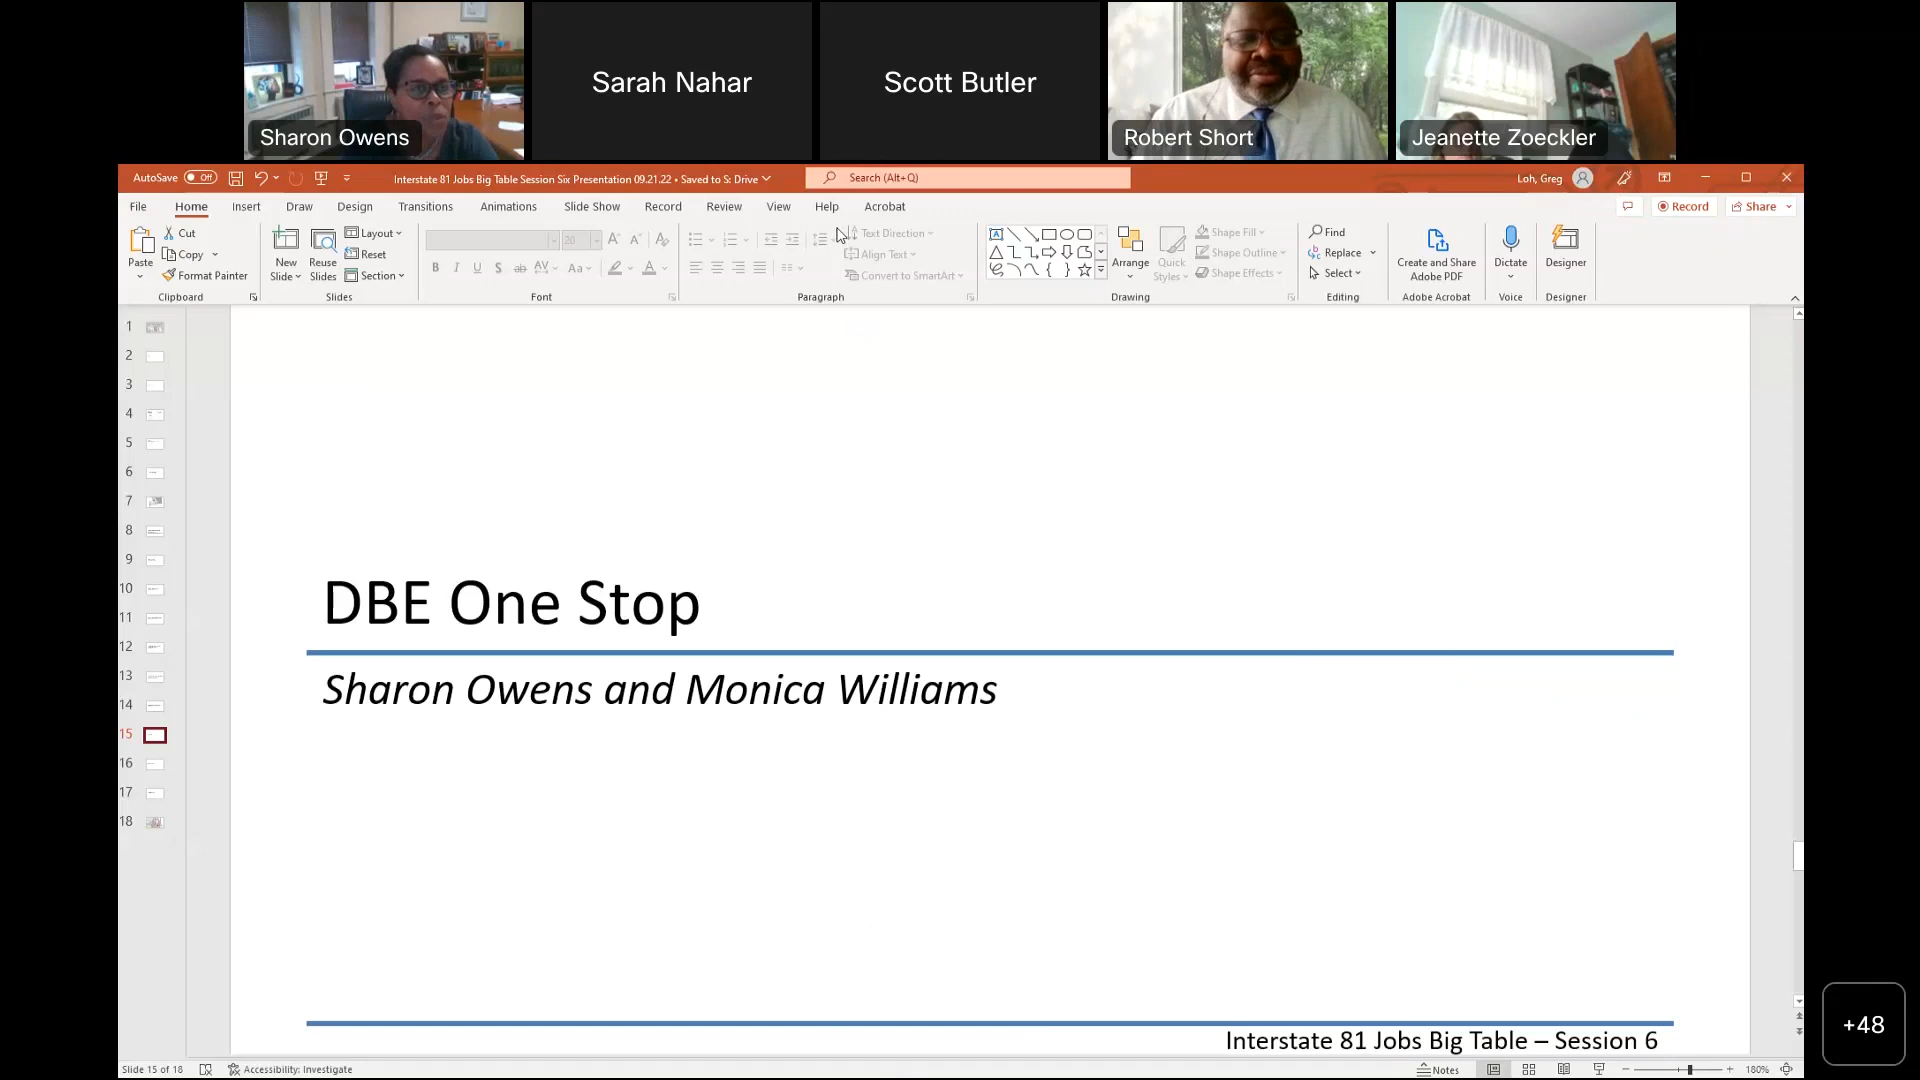 Sharon Owens
Sarah Nahar
Scott Butler
Robert Short
Jeanette Zoeckler
AutoSave Off
Interstate 81 Jobs Big Table Session Six Presentation 09.21.22 • Saved to S: Drive
Search (Alt+Q)
Loh, Greg
File Home Insert Draw Design Transitions Animations Slide Show Record Review View Help Acrobat
Record Share
Paste
Cut
Copy
Format Painter
Clipboard
New Slide
Reuse Slides
Layout
Reset
Section
Slides
20
Font
Text Direction
Align Text
Convert to SmartArt
Paragraph
Arrange
Quick Styles
Shape Fill
Shape Outline
Shape Effects
Drawing
Find
Replace
Select
Editing
Create and Share Adobe PDF
Adobe Acrobat
Dictate
Voice
Designer
Designer
1
2
3
4
5
6
7
8
9
10
11
12
13
14
15
16
17
18
DBE One Stop
Sharon Owens and Monica Williams
Interstate 81 Jobs Big Table – Session 6
+48
Slide 15 of 18
Accessibility: Investigate
Notes
180%